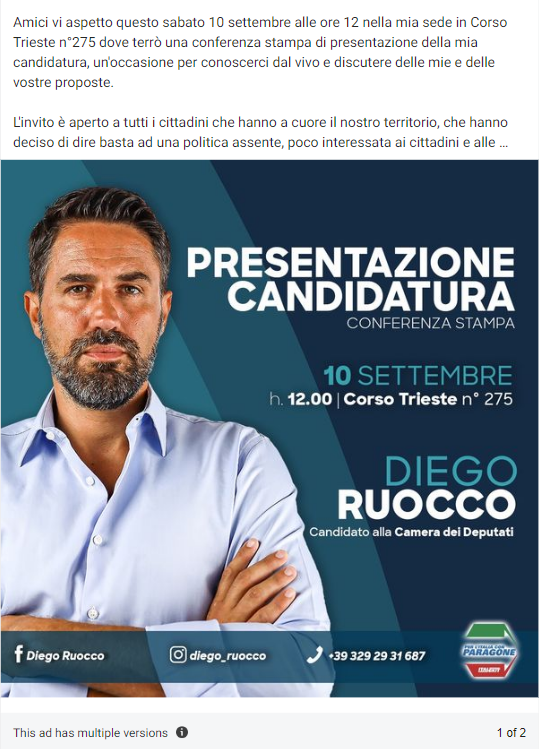 Amici vi aspetto questo sabato 10 settembre alle ore 12 nella mia sede in Corso
Trieste n°275 dove terrò una conferenza stampa di presentazione della mia
candidatura, un'occasione per conoscerci dal vivo e discutere delle mie e delle
vostre proposte.
L'invito è aperto a tutti i cittadini che hanno a cuore il nostro territorio, che hanno
deciso di dire basta ad una politica assente, poco interessata ai cittadini e alle ...
PRESENTAZIONE
CANDIDATURA
CONFERENZA STAMPA
10 SETTEMBRE
h. 12.00 | Corso Trieste n° 275
DIEGO
RUOCCO
Candidato alla Camera dei Deputati
Diego Ruocco
diego_ruocco
+39 329 29 31 687
PER L'ITALIA CON
PARAGONE
ITALEXIT
This ad has multiple versions
1 of 2